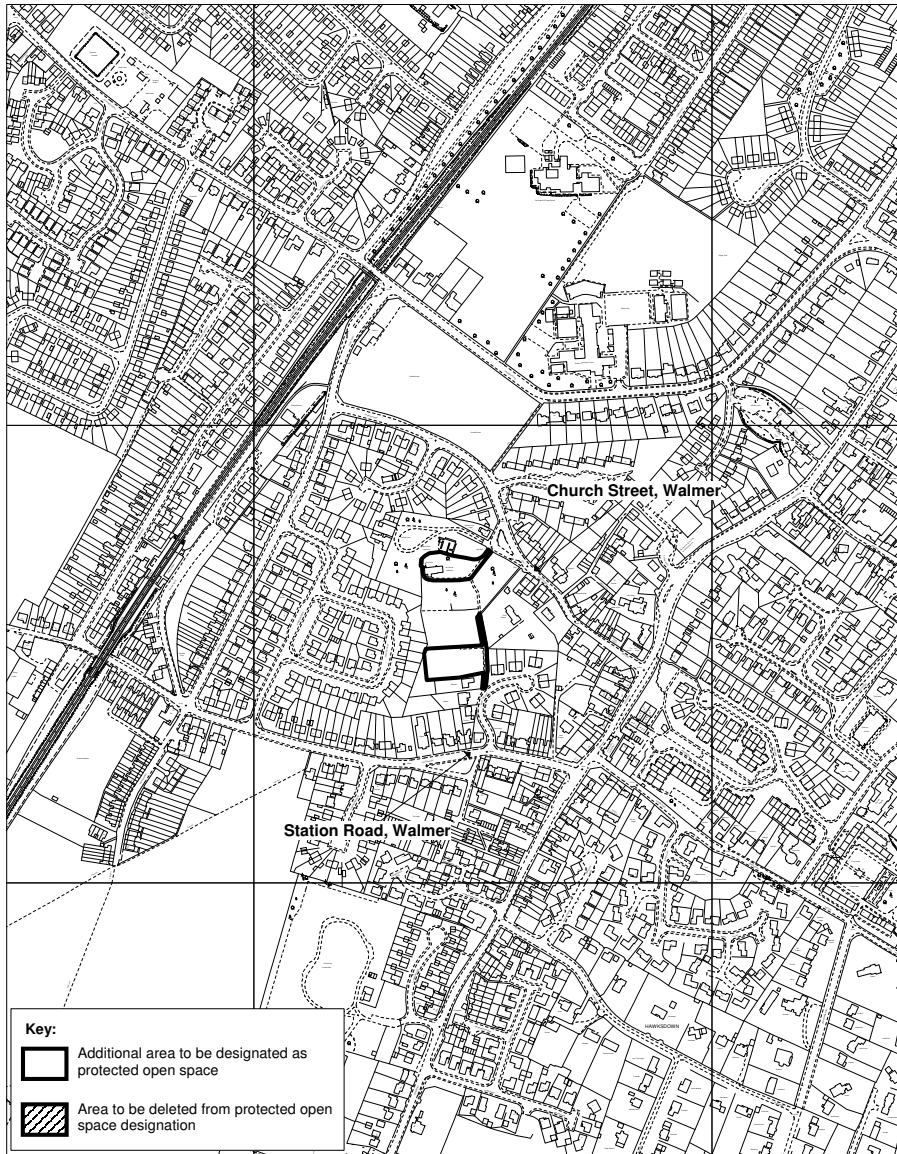 Church Street, Walmer
Station Road, Walmer
HAWKSDOWN
Key:
Additional area to be designated as
protected open space
Area to be deleted from protected open
space designation